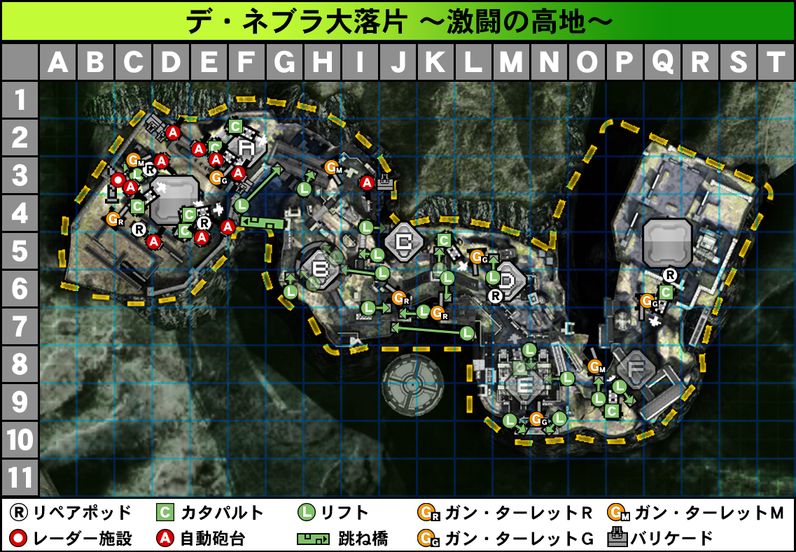 デ・ネブラ大落片 ～激闘の高地～
A B C D E F G H I J K L M N O P Q R S T
1
2
3
4
5
6
7
8
9
10
11
A
B
C
D
E
F
R リペアポッド C カタパルト L リフト GR ガン・ターレットR GM ガン・ターレットM
レーダー施設 A 自動砲台 跳ね橋 GG ガン・ターレットG バリケード